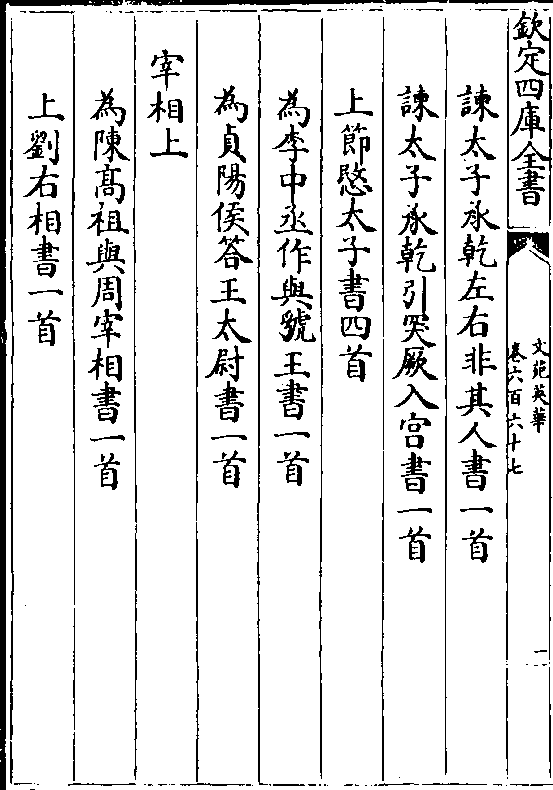 欽定四庫全書
文苑英華
卷六百六十七
一
諫太子承乾左右非其人書一首
諫太子承乾引突厥入宫書一首
上節愍太子書四首
為李中丞作與虢王書一首
為貞陽侯答王太尉書一首
宰相上
為陳髙祖與周宰相書一首
上劉右相書一首